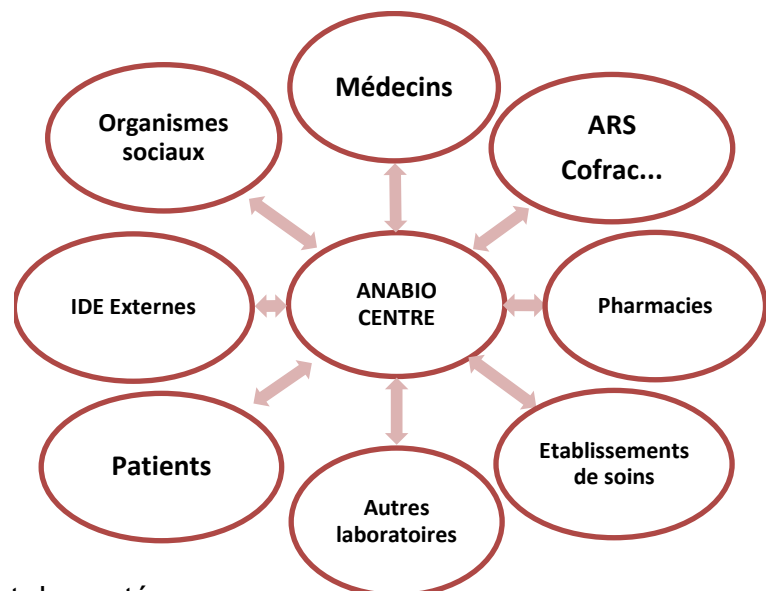 Médecins
Organismes
sociaux
ARS
Cofrac...
IDE Externes
ANABIO
CENTRE
Pharmacies
Patients
Autres
laboratoires
Etablissements
de soins